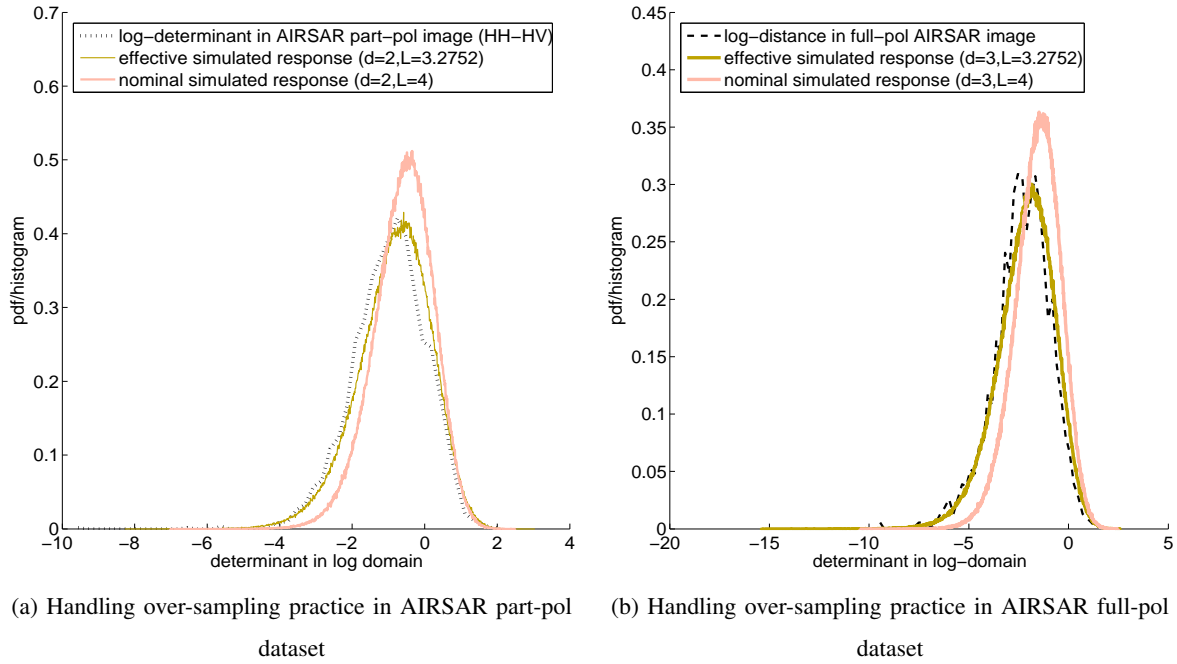 0.7
0.6
0.5
0.4
0.3
0.2
0.1
0
pdf/histogram
log−determinant in AIRSAR part−pol image (HH−HV)
effective simulated response (d=2,L=3.2752)
nominal simulated response (d=2,L=4)
−10
−8
−6
−4
−2
0
2
4
determinant in log domain
(a) Handling over-sampling practice in AIRSAR part-pol
dataset
0.45
0.4
0.35
0.3
0.25
0.2
0.15
0.1
0.05
0
pdf/histogram
log−distance in full−pol AIRSAR image
effective simulated response (d=3,L=3.2752)
nominal simulated response (d=3,L=4)
−20
−15
−10
−5
0
5
determinant in log−domain
(b) Handling over-sampling practice in AIRSAR full-pol
dataset